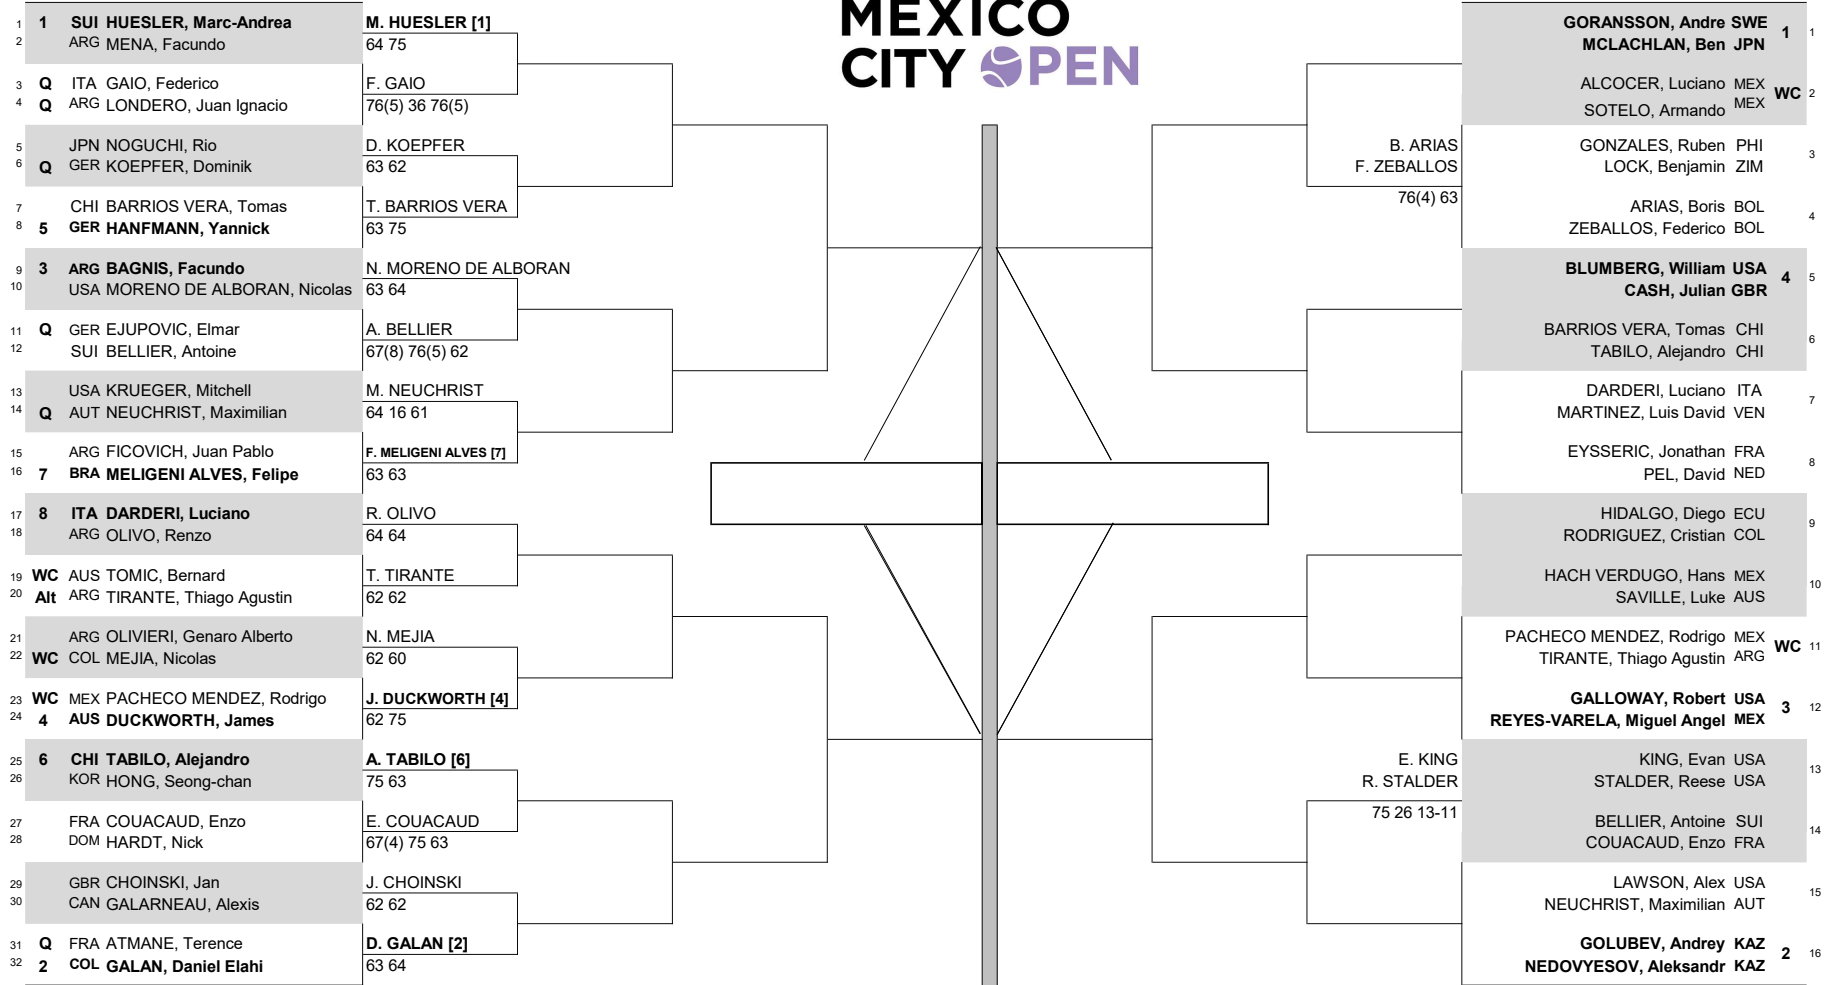 MEXICO
CITY OPEN
1 1 SUI HUESLER, Marc-Andrea
2 ARG MENA, Facundo
M. HUESLER [1]
64 75
3 Q ITA GAIO, Federico
4 Q ARG LONDERO, Juan Ignacio
F. GAIO
76(5) 36 76(5)
5 JPN NOGUCHI, Rio
6 Q GER KOEPFER, Dominik
D. KOEPFER
63 62
7 CHI BARRIOS VERA, Tomas
8 5 GER HANFMANN, Yannick
T. BARRIOS VERA
63 75
9 3 ARG BAGNIS, Facundo
10 USA MORENO DE ALBORAN, Nicolas
N. MORENO DE ALBORAN
63 64
11 Q GER EJUPOVIC, Elmar
12 SUI BELLIER, Antoine
A. BELLIER
67(8) 76(5) 62
13 USA KRUEGER, Mitchell
14 Q AUT NEUCHRIST, Maximilian
M. NEUCHRIST
64 16 61
15 ARG FICOVICH, Juan Pablo
16 7 BRA MELIGENI ALVES, Felipe
F. MELIGENI ALVES [7]
63 63
17 8 ITA DARDERI, Luciano
18 ARG OLIVO, Renzo
R. OLIVO
64 64
19 WC AUS TOMIC, Bernard
20 Alt ARG TIRANTE, Thiago Agustin
T. TIRANTE
62 62
21 ARG OLIVIERI, Genaro Alberto
22 WC COL MEJIA, Nicolas
N. MEJIA
62 60
23 WC MEX PACHECO MENDEZ, Rodrigo
24 4 AUS DUCKWORTH, James
J. DUCKWORTH [4]
62 75
25 6 CHI TABILO, Alejandro
26 KOR HONG, Seong-chan
A. TABILO [6]
75 63
27 FRA COUACAUD, Enzo
28 DOM HARDT, Nick
E. COUACAUD
67(4) 75 63
29 GBR CHOINSKI, Jan
30 CAN GALARNEAU, Alexis
J. CHOINSKI
62 62
31 Q FRA ATMANE, Terence
32 2 COL GALAN, Daniel Elahi
D. GALAN [2]
63 64
GORANSSON, Andre SWE
MCLACHLAN, Ben JPN
1 1
ALCOCER, Luciano MEX
SOTELO, Armando MEX
WC 2
B. ARIAS
F. ZEBALLOS
76(4) 63
GONZALES, Ruben PHI
LOCK, Benjamin ZIM
3
ARIAS, Boris BOL
ZEBALLOS, Federico BOL
4
BLUMBERG, William USA
CASH, Julian GBR
4 5
BARRIOS VERA, Tomas CHI
TABILO, Alejandro CHI
6
DARDERI, Luciano ITA
MARTINEZ, Luis David VEN
7
EYSSERIC, Jonathan FRA
PEL, David NED
8
HIDALGO, Diego ECU
RODRIGUEZ, Cristian COL
9
HACH VERDUGO, Hans MEX
SAVILLE, Luke AUS
10
PACHECO MENDEZ, Rodrigo MEX
TIRANTE, Thiago Agustin ARG
WC 11
GALLOWAY, Robert USA
REYES-VARELA, Miguel Angel MEX
3 12
E. KING
R. STALDER
75 26 13-11
KING, Evan USA
STALDER, Reese USA
13
BELLIER, Antoine SUI
COUACAUD, Enzo FRA
14
LAWSON, Alex USA
NEUCHRIST, Maximilian AUT
15
GOLUBEV, Andrey KAZ
NEDOVYESOV, Aleksandr KAZ
2 16